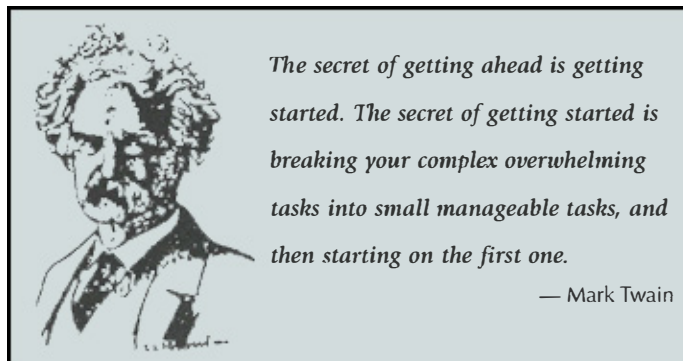 The secret of getting ahead is getting
started. The secret of getting started is
breaking your complex overwhelming
tasks into small manageable tasks, and
then starting on the first one.
— Mark Twain